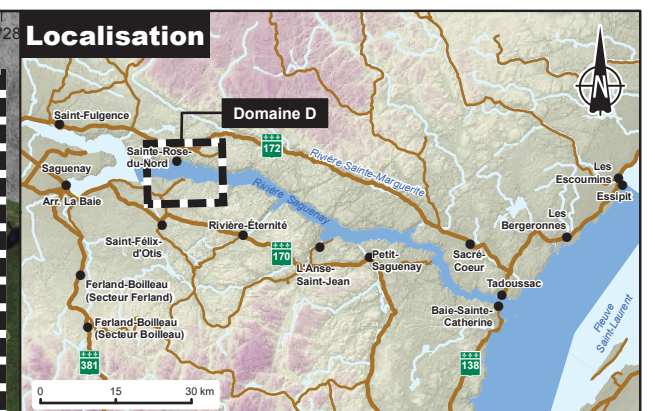 28
Localisation
N
Saint-Fulgence
Domaine D
Sainte-Rose-
du-Nord
172
Rivière Sainte-Marguerite
Saguenay
Arr. La Baie
Rivière Saguenay
Les
Escoumins
Essipit
Les
Bergeronnes
Rivière-Éternité
Saint-Félix-
d'Otis
170
L'Anse-
Saint-Jean
Petit-
Saguenay
Sacré-
Coeur
Tadoussac
Ferland-Boilleau
(Secteur Ferland)
Baie-Sainte-
Catherine
Fleuve
Saint-Laurent
Ferland-Boilleau
(Secteur Boilleau)
381
138
0 15 30 km